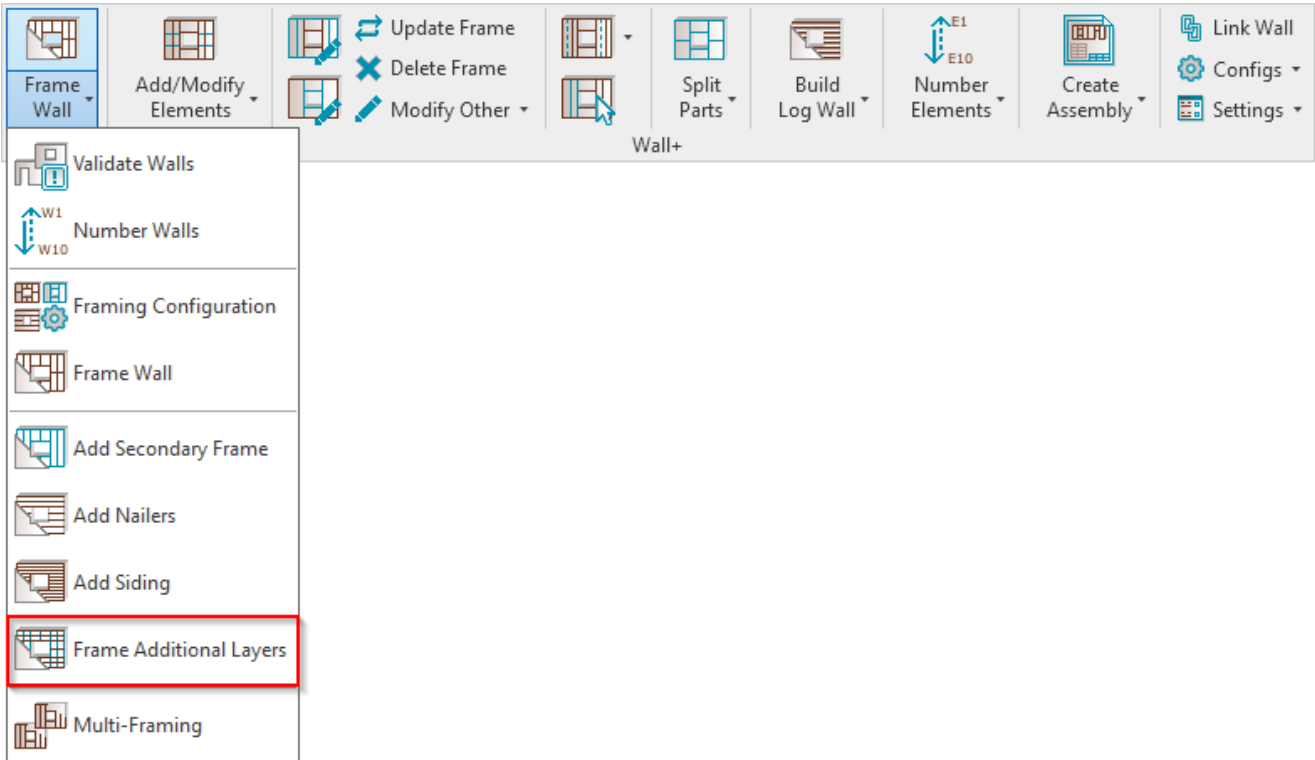 Frame
Wall
Add/Modify
Elements
Update Frame
Delete Frame
Modify Other
Split
Parts
Build
Log Wall
E1
E10
Number
Elements
Create
Assembly
Link Wall
Configs
Settings
Wall+
Validate Walls
W1
W10
Number Walls
Framing Configuration
Frame Wall
Add Secondary Frame
Add Nailers
Add Siding
Frame Additional Layers
Multi-Framing